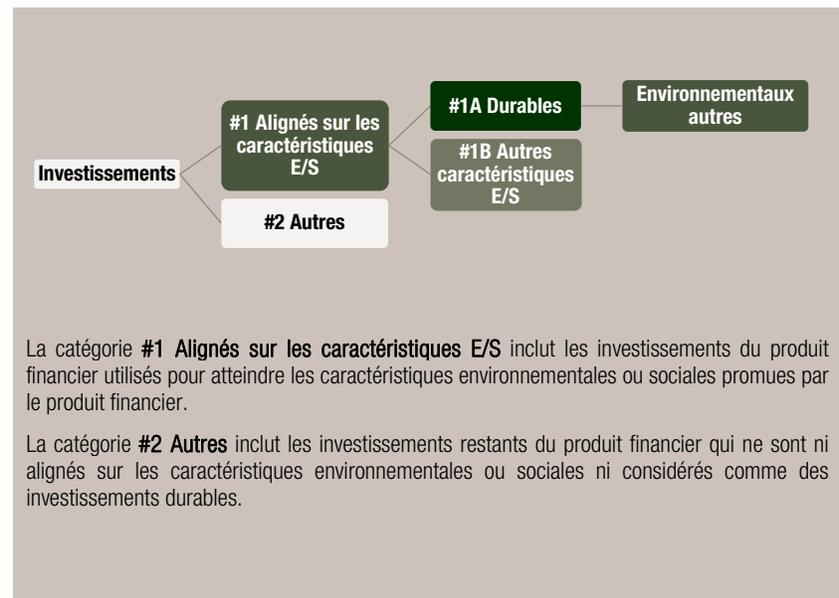 Investissements
#1 Alignés sur les
caractéristiques
E/S
#2 Autres
#1A Durables
#1B Autres
caractéristiques
E/S
Environnementaux
autres
La catégorie #1 Alignés sur les caractéristiques E/S inclut les investissements du produit
financier utilisés pour atteindre les caractéristiques environnementales ou sociales promues par
le produit financier.
La catégorie #2 Autres inclut les investissements restants du produit financier qui ne sont ni
alignés sur les caractéristiques environnementales ou sociales ni considérés comme des
investissements durables.